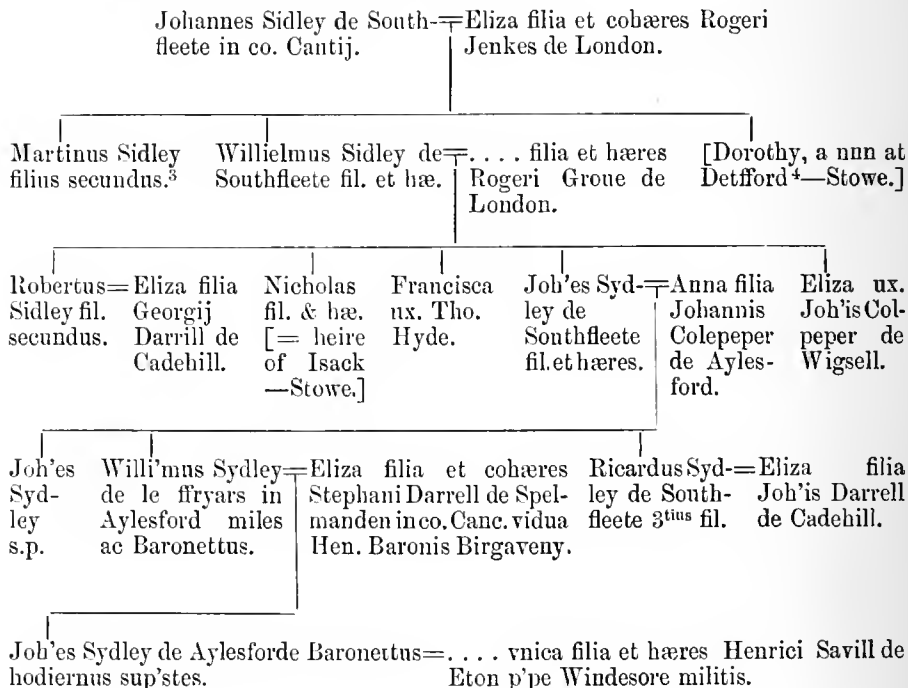 Johannes Sidley de South-=Eliza filia et cohæres Rogeri
fleete in co. Cantij. Jenkes de London.
Martinus Sidley
filius secundus.³
Willielmus Sidley de=. . . . filia et hæres
Southfleete fil. et hæ. Rogeri Groue de
London.
[Dorothy, a nun at
Detfford⁴—Stowe.]
Robertus=Eliza filia
Sidley fil. Georgij
secundus. Darrill de
Cadehill.
Nicholas
fil. & hæ.
[= heire
of Isack
—Stowe.]
Francisca
ux. Tho.
Hyde.
Joh'es Syd-=Anna filia
ley de Johannis
Southfleete Colepeper
fil. et hæres. de Ayles-
ford.
Eliza ux.
Joh'is Col-
peper de
Wigsell.
Joh'es
Syd-
ley
s.p.
Willi'mus Sydley=Eliza filia et cohæres
de le ffryars in Stephani Darrell de Spel-
Aylesford miles manden in co. Canc. vidua
ac Baronettus. Hen. Baronis Birgaveny.
Ricardus Syd-=Eliza filia
ley de South- Joh'is Darrell
fleete 3tius fil. de Cadehill.
Joh'es Sydley de Aylesforde Baronettus=. . . . vnica filia et hæres Henrici Savill de
hodiernus sup'stes. Eton p'pe Windesore militis.